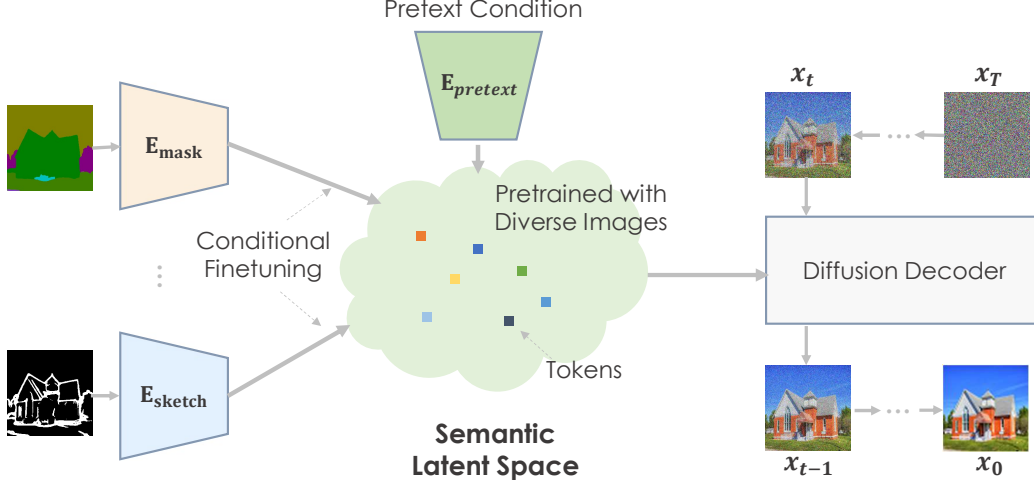 Pretext Condition
E_pretext
x_t
x_T
...
E_mask
Pretrained with
Diverse Images
Conditional
Finetuning
...
Diffusion Decoder
E_sketch
Tokens
...
Semantic
Latent Space
x_{t-1}
x_0